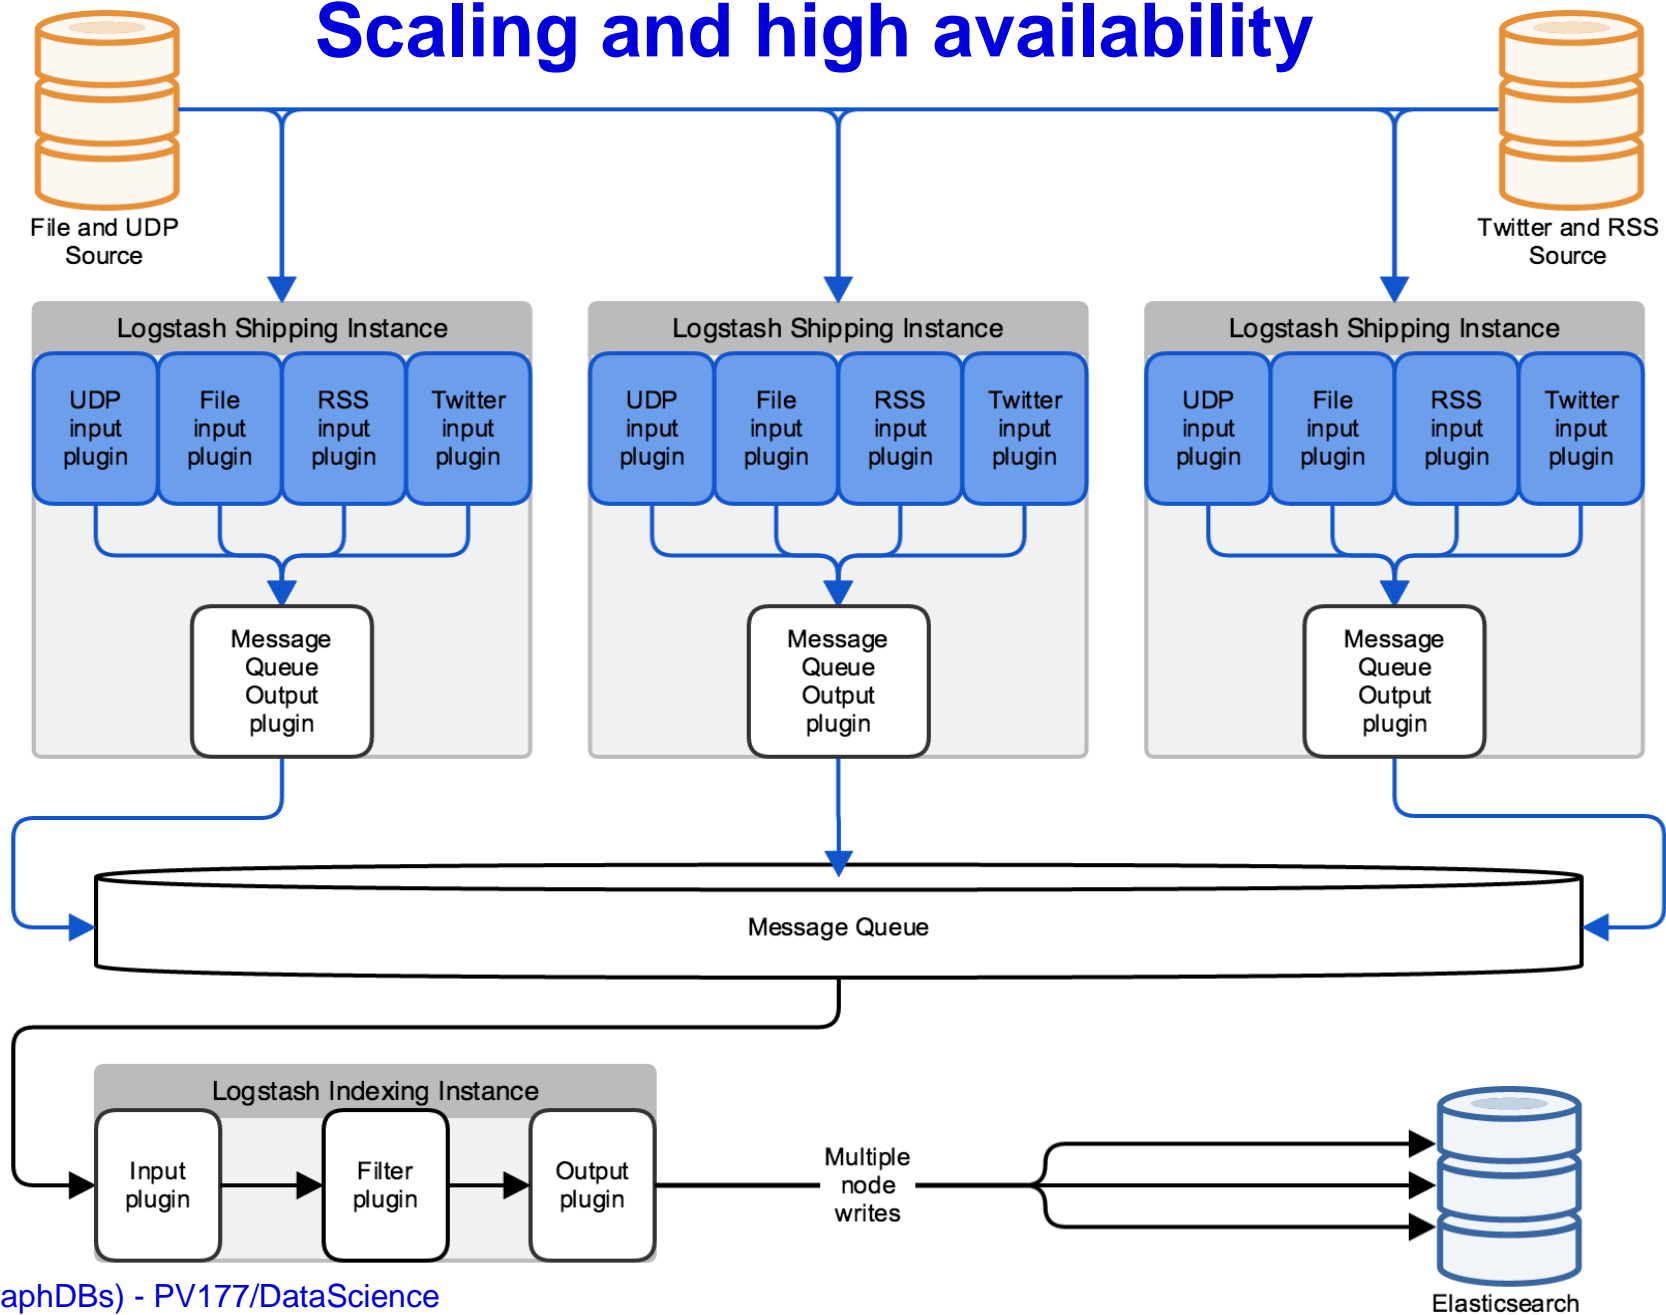 Scaling and high availability
File and UDP
Source
Twitter and RSS
Source
Logstash Shipping Instance
UDP
input
plugin
File
input
plugin
RSS
input
plugin
Twitter
input
plugin
Message
Queue
Output
plugin
Logstash Shipping Instance
UDP
input
plugin
File
input
plugin
RSS
input
plugin
Twitter
input
plugin
Message
Queue
Output
plugin
Logstash Shipping Instance
UDP
input
plugin
File
input
plugin
RSS
input
plugin
Twitter
input
plugin
Message
Queue
Output
plugin
Message Queue
Logstash Indexing Instance
Input
plugin
Filter
plugin
Output
plugin
Multiple
node
writes
Elasticsearch
aphDBs) - PV177/DataScience